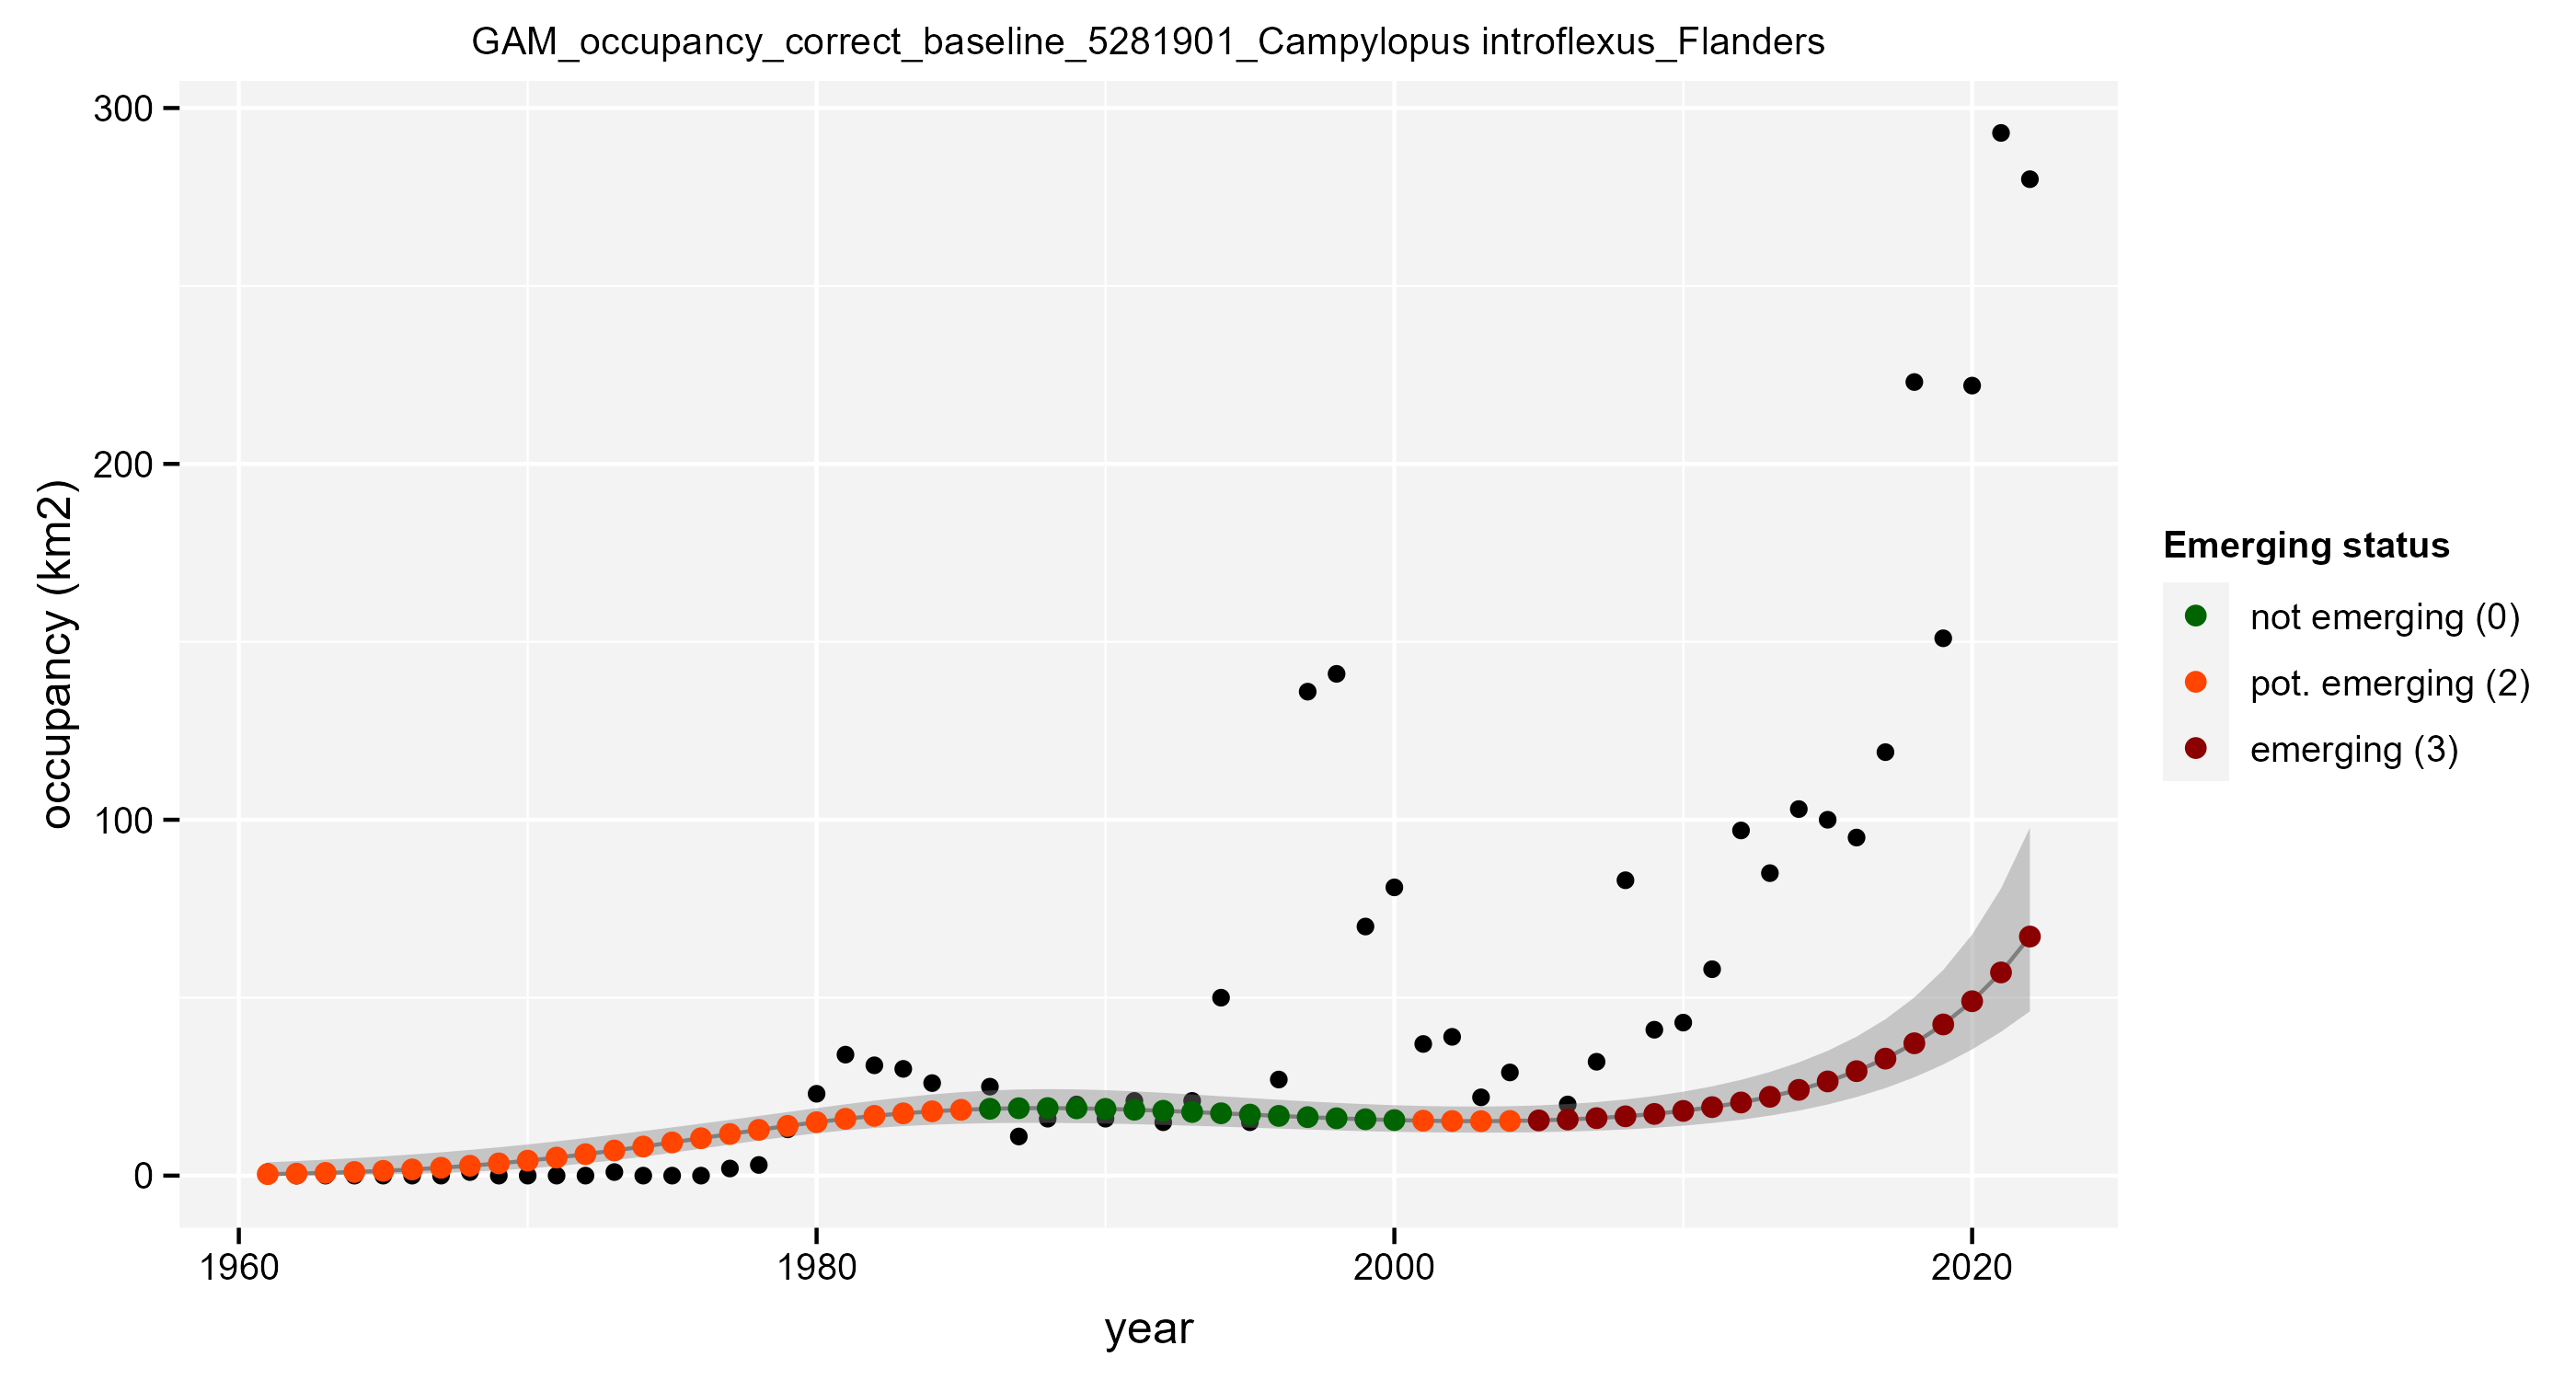 GAM_occupancy_correct_baseline_5281901_Campylopus introflexus_Flanders
300
200
100
0
occupancy (km2)
1960
1980
2000
2020
year
Emerging status
not emerging (0)
pot. emerging (2)
emerging (3)